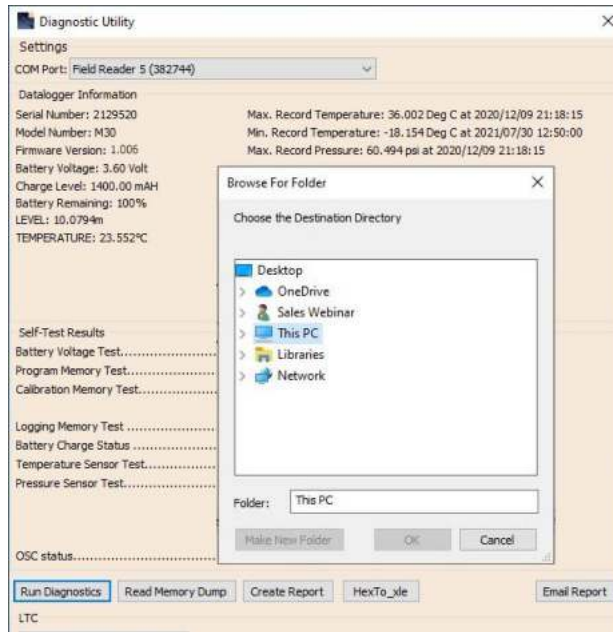 Diagnostic Utility
Settings
COM Port: Field Reader 5 (382744)
Datalogger Information
Serial Number: 2129520
Model Number: M30
Firmware Version: 1.006
Battery Voltage: 3.60 Volt
Charge Level: 1400.00 mAH
Battery Remaining: 100%
LEVEL: 10.0794m
TEMPERATURE: 23.552°C
Max. Record Temperature: 36.002 Deg C at 2020/12/09 21:18:15
Min. Record Temperature: -18.154 Deg C at 2021/07/30 12:50:00
Max. Record Pressure: 60.494 psi at 2020/12/09 21:18:15
Browse For Folder
Choose the Destination Directory
Desktop
OneDrive
Sales Webinar
This PC
Libraries
Network
Folder: This PC
Make New Folder OK Cancel
Self-Test Results
Battery Voltage Test......................
Program Memory Test......................
Calibration Memory Test..................
Logging Memory Test......................
Battery Charge Status ....................
Temperature Sensor Test..................
Pressure Sensor Test......................
OSC status................................
Run Diagnostics Read Memory Dump Create Report HexTo_xle Email Report
LTC